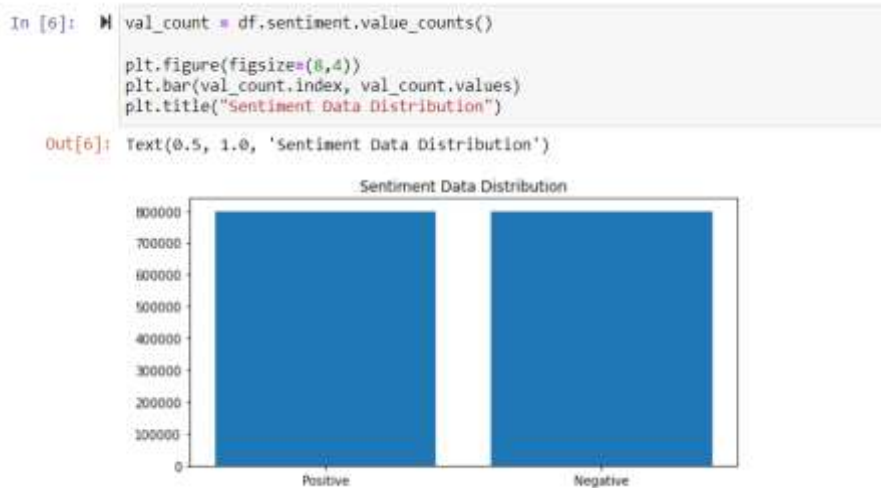 In [6]: val_count = df.sentiment.value_counts()
plt.figure(figsize=(8,4))
plt.bar(val_count.index, val_count.values)
plt.title("Sentiment Data Distribution")
Out[6]: Text(0.5, 1.0, 'Sentiment Data Distribution')
Sentiment Data Distribution
800000
700000
600000
500000
400000
300000
200000
100000
0
Positive Negative